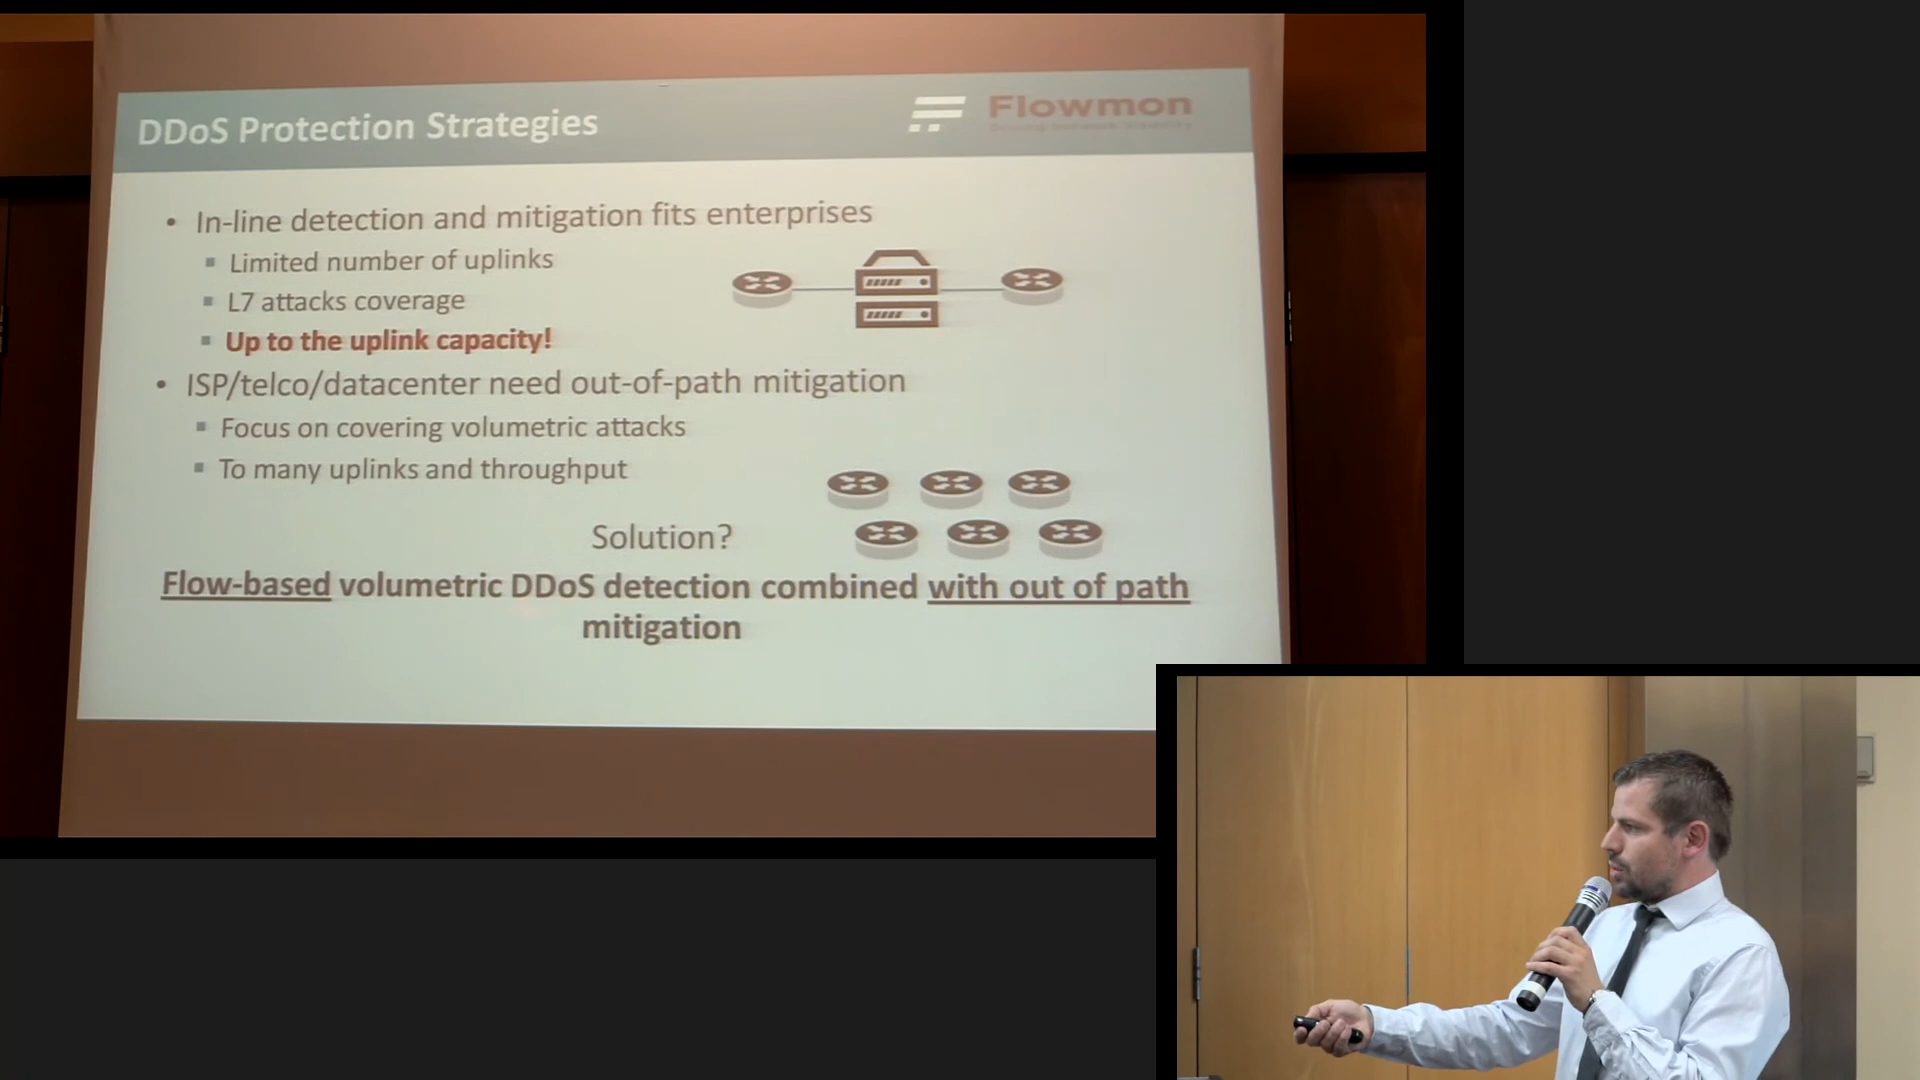 DDoS Protection Strategies
Flowmon
• In-line detection and mitigation fits enterprises
▪ Limited number of uplinks
▪ L7 attacks coverage
▪ Up to the uplink capacity!
• ISP/telco/datacenter need out-of-path mitigation
▪ Focus on covering volumetric attacks
▪ To many uplinks and throughput
Solution?
Flow-based volumetric DDoS detection combined with out of path
mitigation